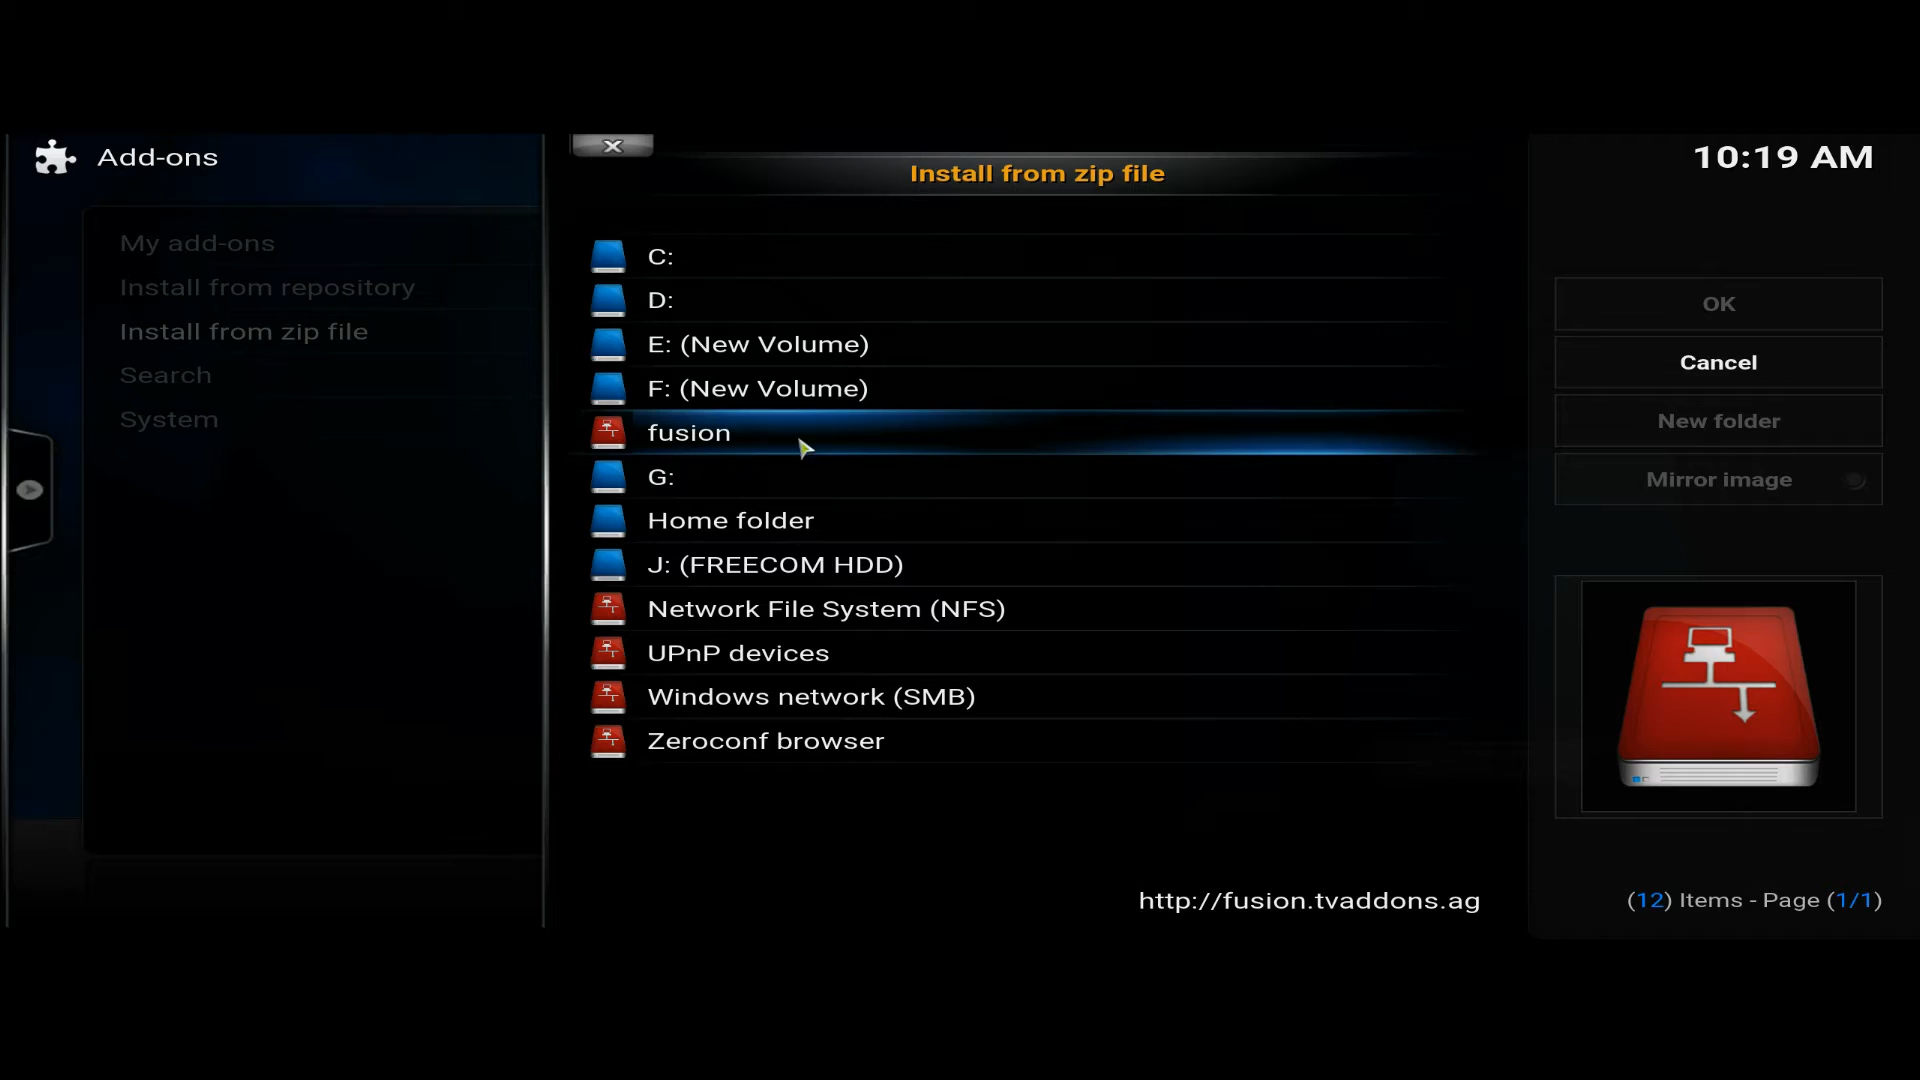 Add-ons
My add-ons
Install from repository
Install from zip file
Search
System
X
Install from zip file
C:
D:
E: (New Volume)
F: (New Volume)
fusion
G:
Home folder
J: (FREECOM HDD)
Network File System (NFS)
UPnP devices
Windows network (SMB)
Zeroconf browser
http://fusion.tvaddons.ag
10:19 AM
OK
Cancel
New folder
Mirror image
(12) Items - Page (1/1)